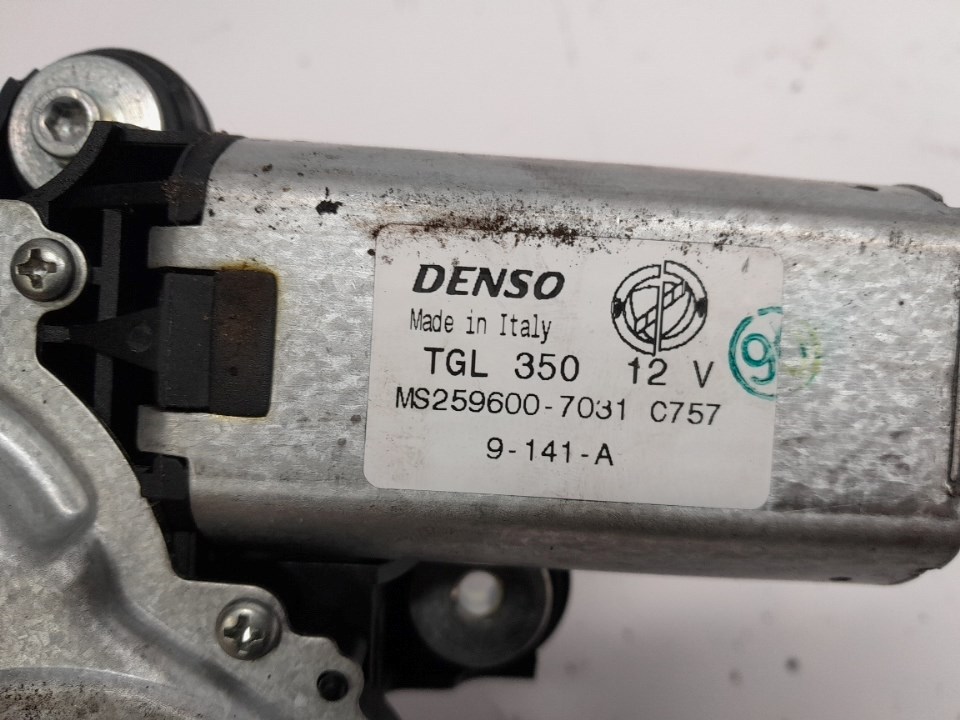 DENSO
Made in Italy
TGL 350 12 V
MS259600-7031 C757
9-141-A